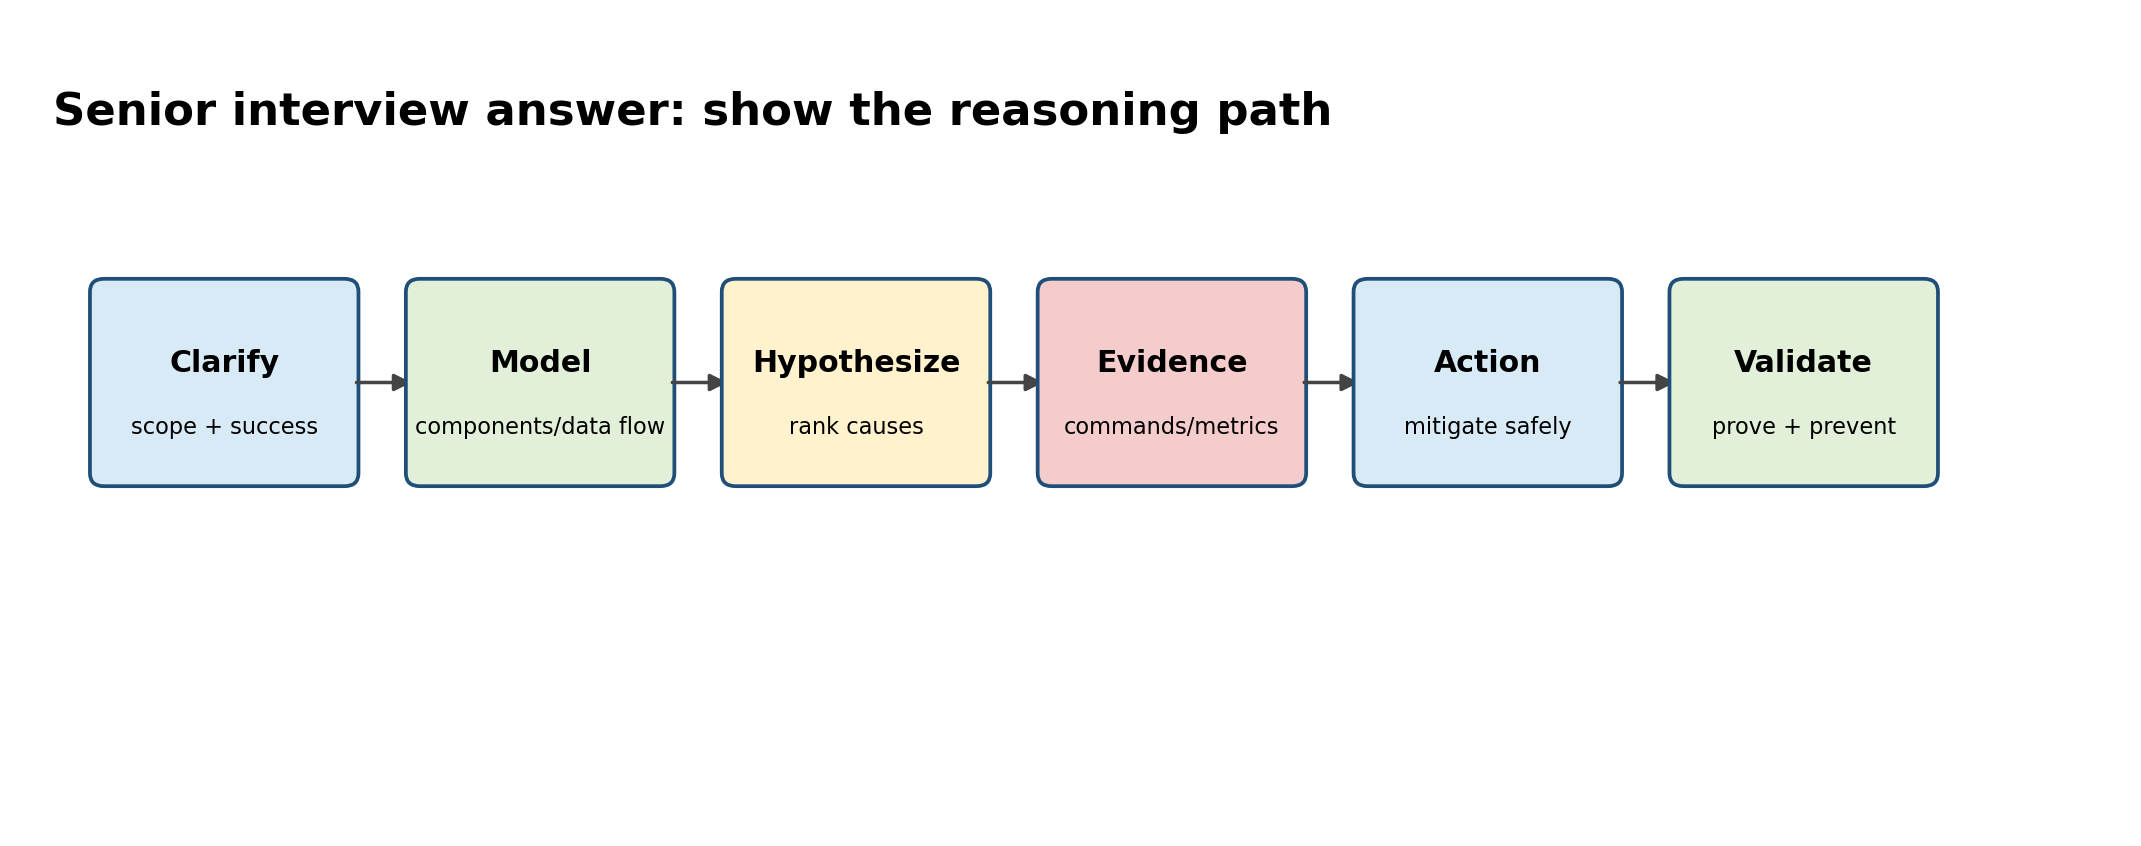 Senior interview answer: show the reasoning path
Clarify
scope + success
Model
components/data flow
Hypothesize
rank causes
Evidence
commands/metrics
Action
mitigate safely
Validate
prove + prevent